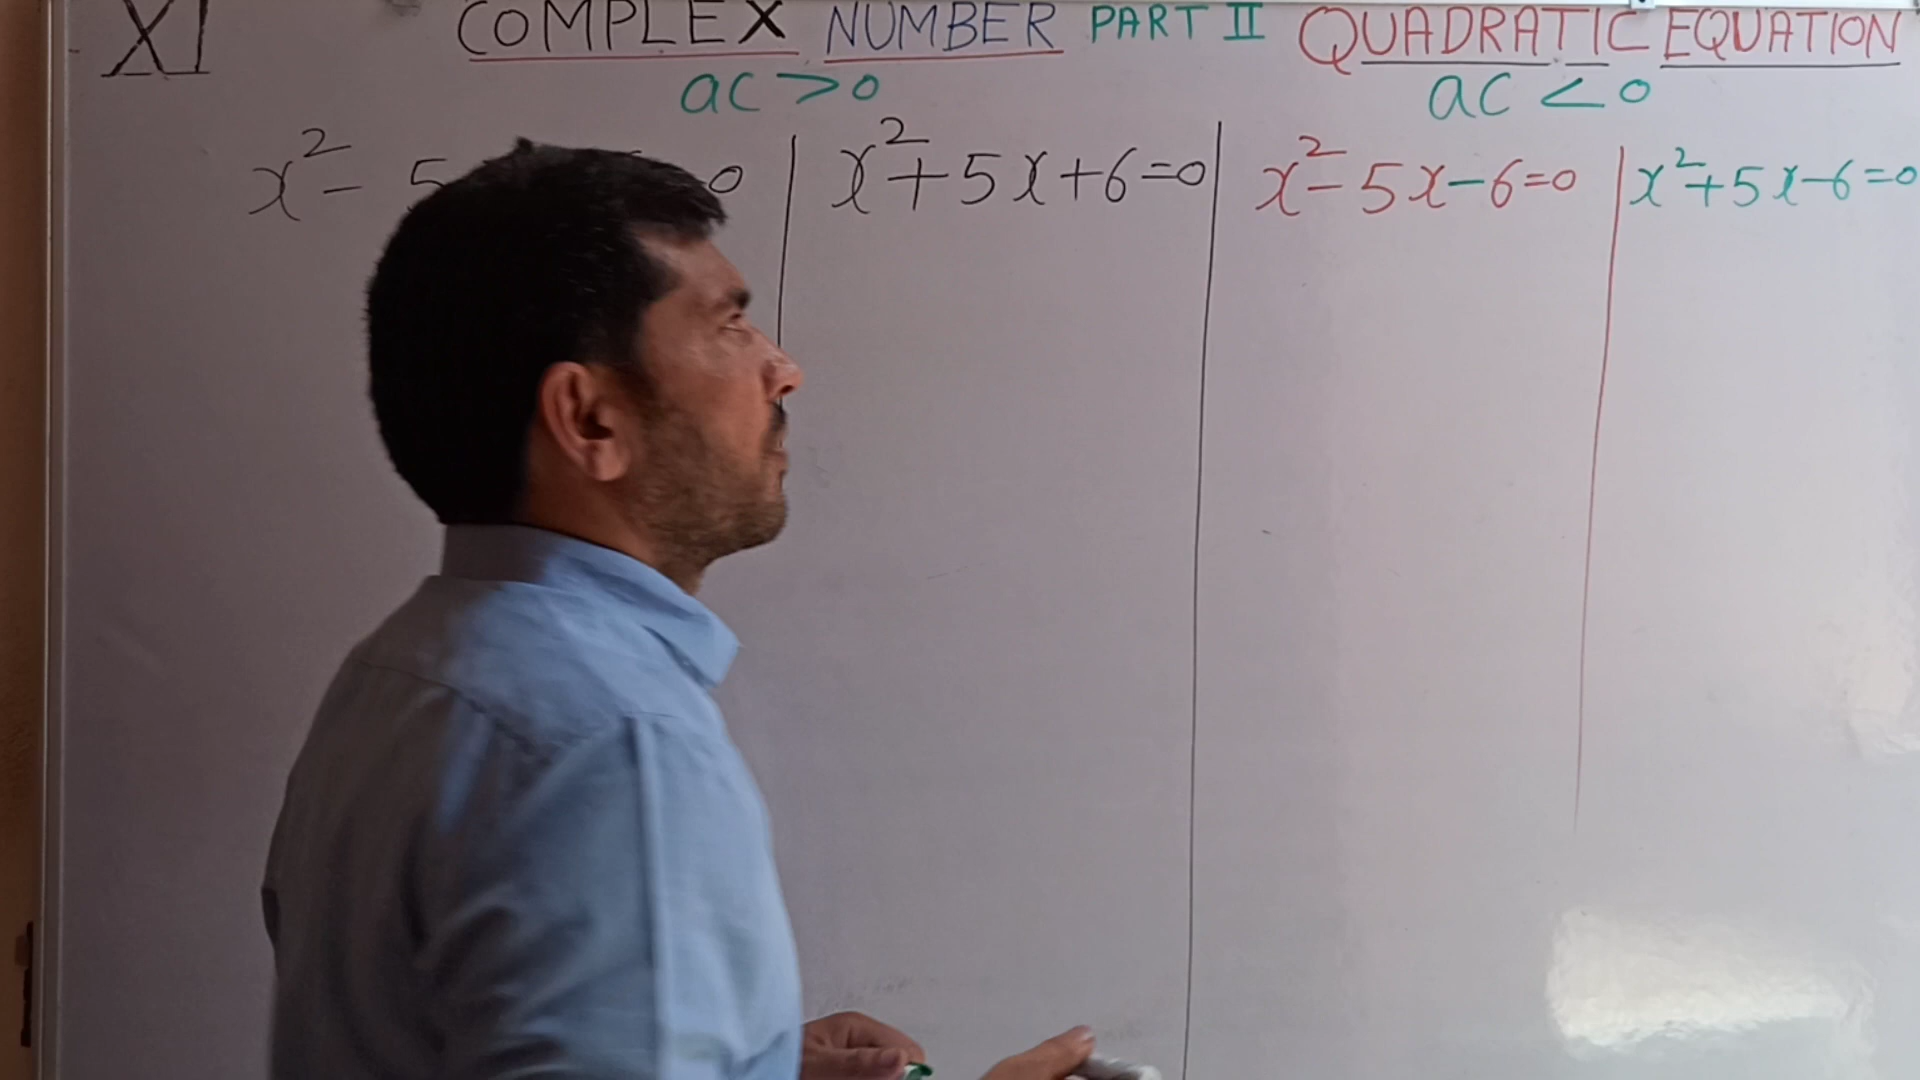 XI COMPLEX NUMBER PART II QUADRATIC EQUATION
ac > 0 ac < 0
x² - 5 0 | x² + 5x + 6 = 0 | x² - 5x - 6 = 0 | x² + 5x - 6 = 0